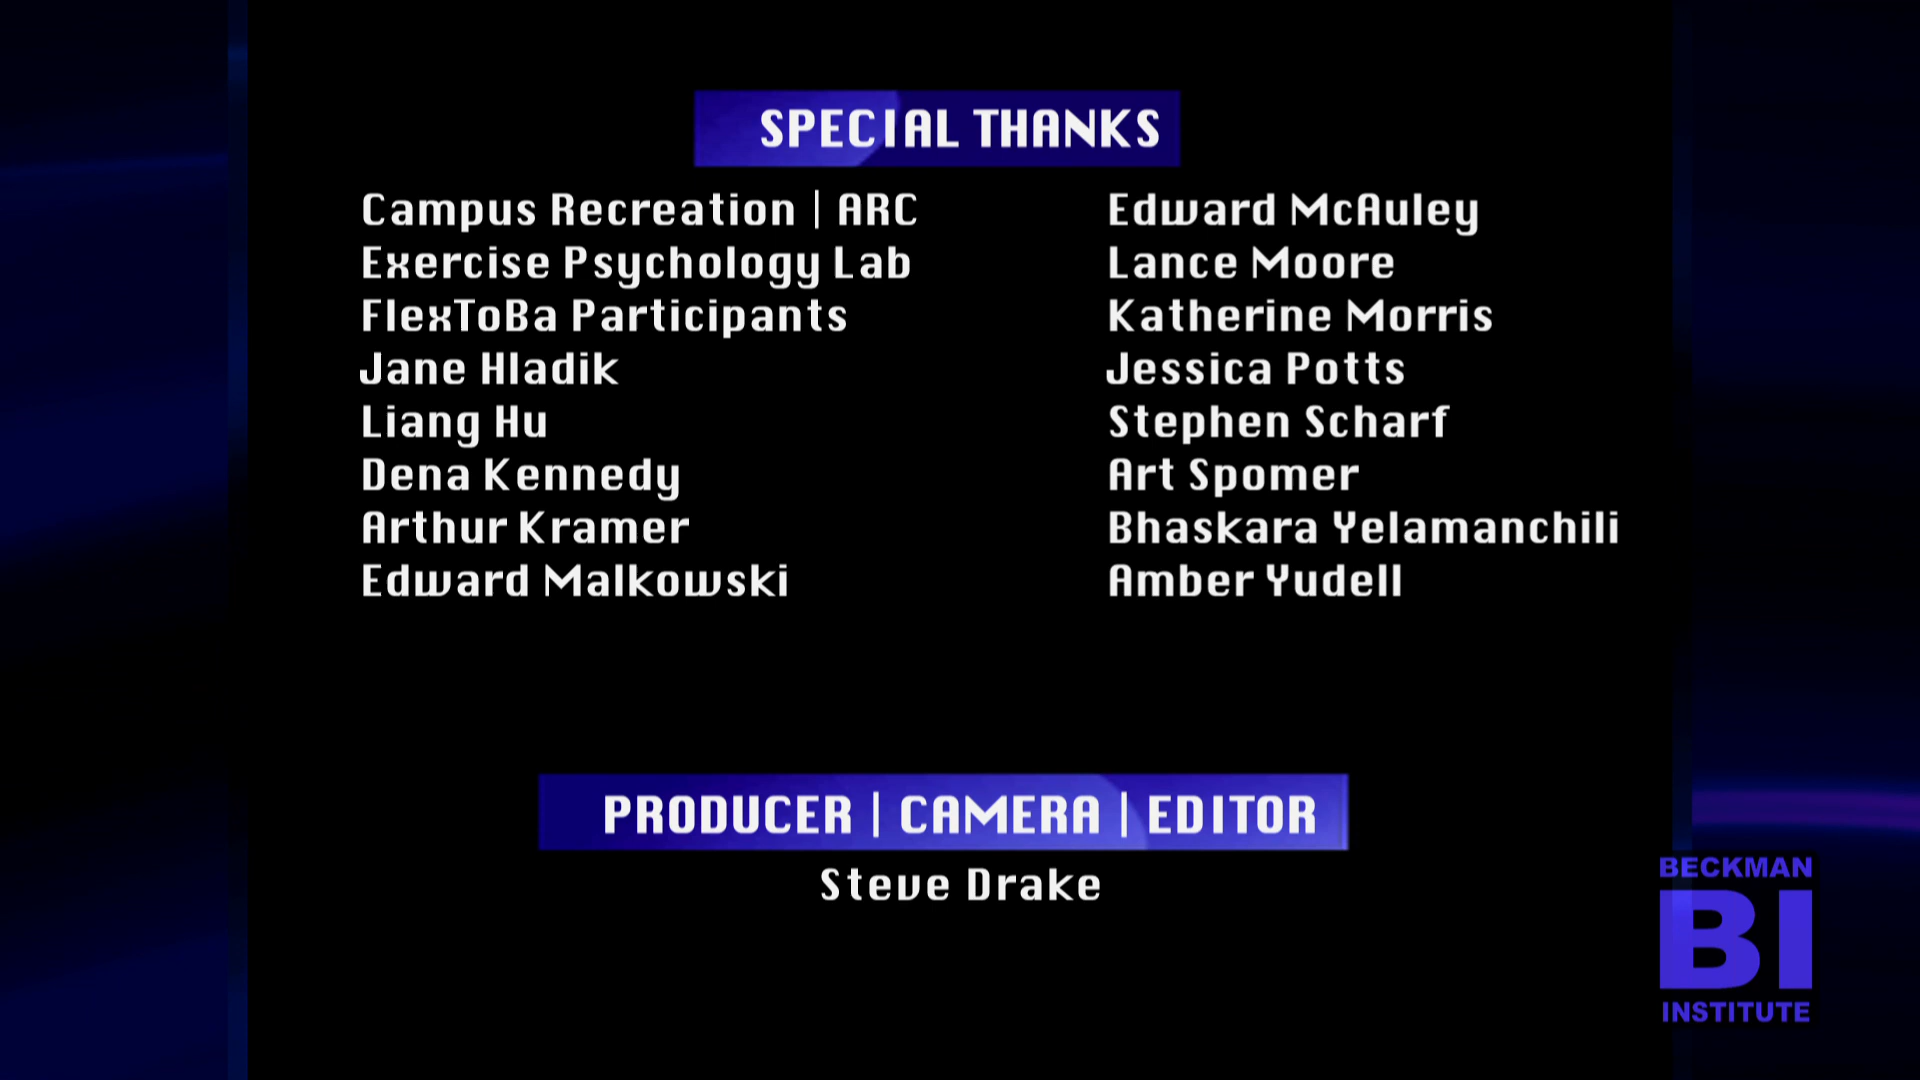 SPECIAL THANKS
Campus Recreation | ARC
Exercise Psychology Lab
FlexToBa Participants
Jane Hladik
Liang Hu
Dena Kennedy
Arthur Kramer
Edward Malkowski
Edward McAuley
Lance Moore
Katherine Morris
Jessica Potts
Stephen Scharf
Art Spomer
Bhaskara Yelamanchili
Amber Yudell
PRODUCER | CAMERA | EDITOR
Steve Drake
BECKMAN
BI
INSTITUTE